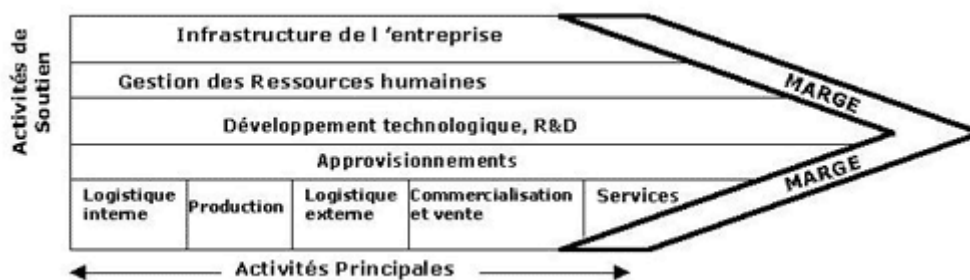 Activités de
Soutien
Infrastructure de l 'entreprise
Gestion des Ressources humaines
Développement technologique, R&D
Approvisionnements
Logistique
interne
Production
Logistique
externe
Commercialisation
et vente
Services
MARGE
MARGE
Activités Principales